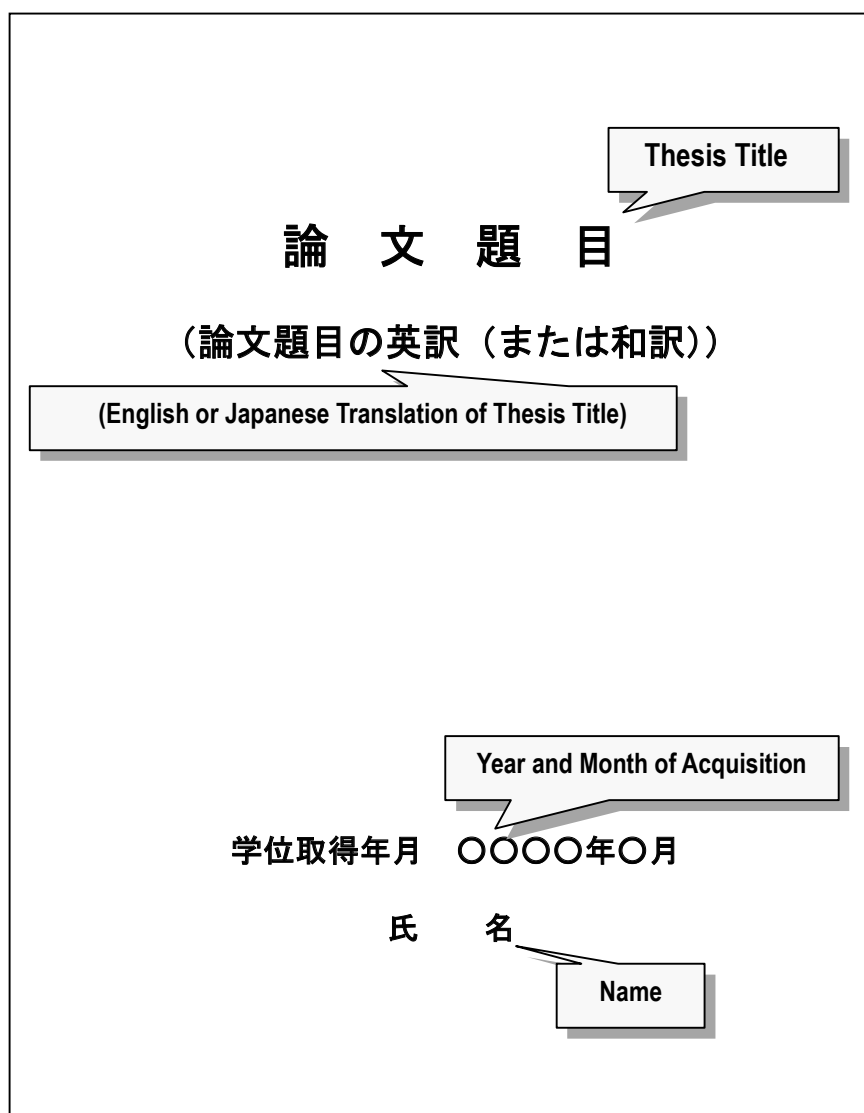 Thesis Title
論　文　題　目
（論文題目の英訳（または和訳））
(English or Japanese Translation of Thesis Title)
Year and Month of Acquisition
学位取得年月　〇〇〇〇年〇月
氏　　名
Name